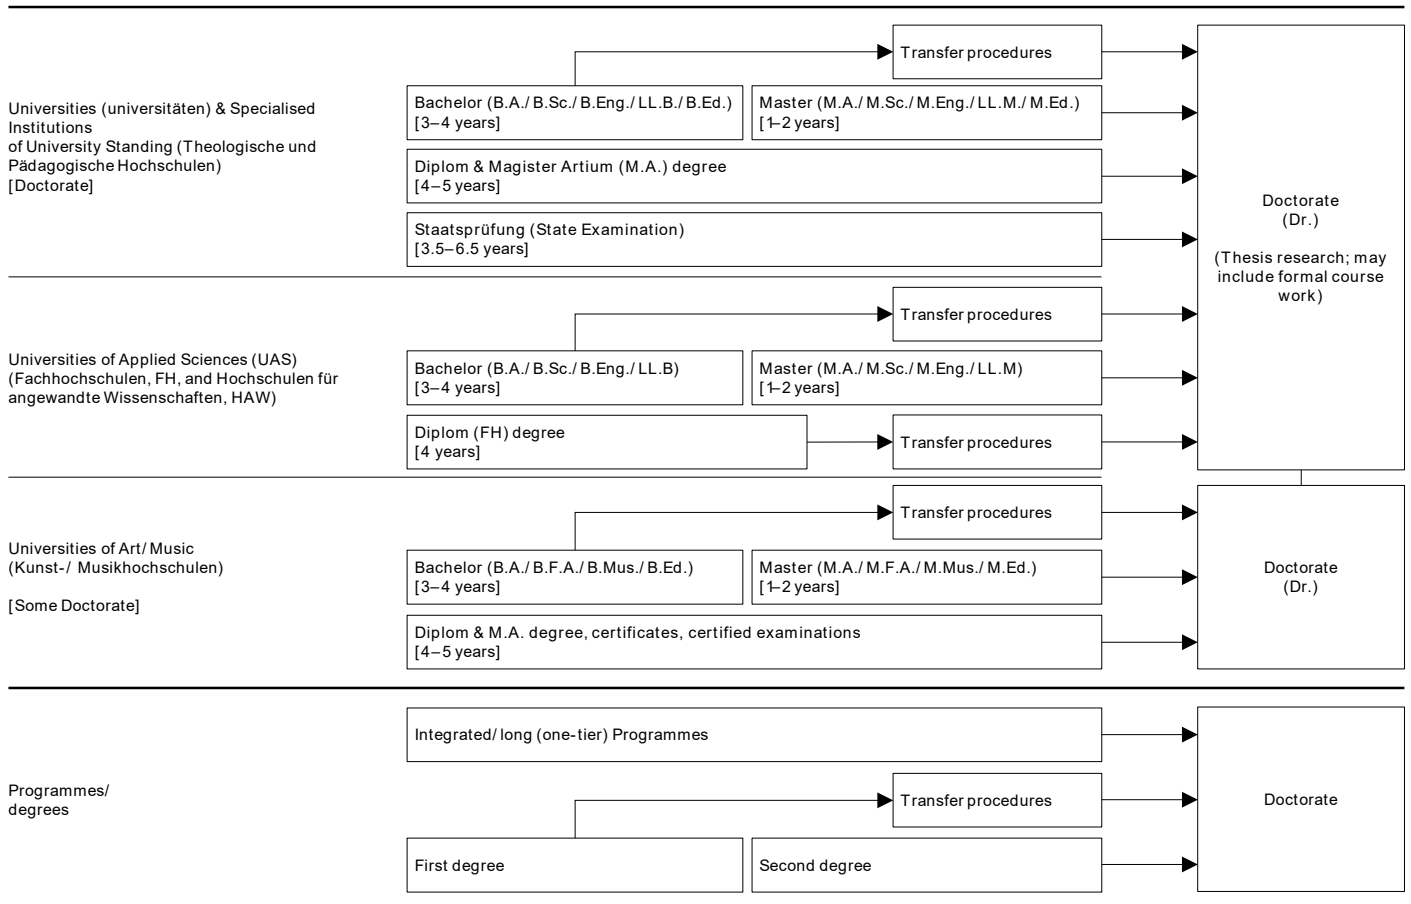 Transfer procedures
Universities (universitäten) & Specialised
Institutions
of University Standing (Theologische und
Pädagogische Hochschulen)
[Doctorate]
Bachelor (B.A./ B.Sc./ B.Eng./ LL.B./ B.Ed.)
[3–4 years]
Master (M.A./ M.Sc./ M.Eng./ LL.M./ M.Ed.)
[1–2 years]
Diplom & Magister Artium (M.A.) degree
[4–5 years]
Staatsprüfung (State Examination)
[3.5–6.5 years]
Doctorate
(Dr.)
(Thesis research; may
include formal course
work)
Transfer procedures
Universities of Applied Sciences (UAS)
(Fachhochschulen, FH, and Hochschulen für
angewandte Wissenschaften, HAW)
Bachelor (B.A./ B.Sc./ B.Eng./ LL.B)
[3–4 years]
Master (M.A./ M.Sc./ M.Eng./ LL.M)
[1–2 years]
Diplom (FH) degree
[4 years]
Transfer procedures
Transfer procedures
Universities of Art/ Music
(Kunst-/ Musikhochschulen)
[Some Doctorate]
Bachelor (B.A./ B.F.A./ B.Mus./ B.Ed.)
[3–4 years]
Master (M.A./ M.F.A./ M.Mus./ M.Ed.)
[1–2 years]
Diplom & M.A. degree, certificates, certified examinations
[4–5 years]
Doctorate
(Dr.)
Programmes/
degrees
Integrated/ long (one-tier) Programmes
Transfer procedures
First degree
Second degree
Doctorate